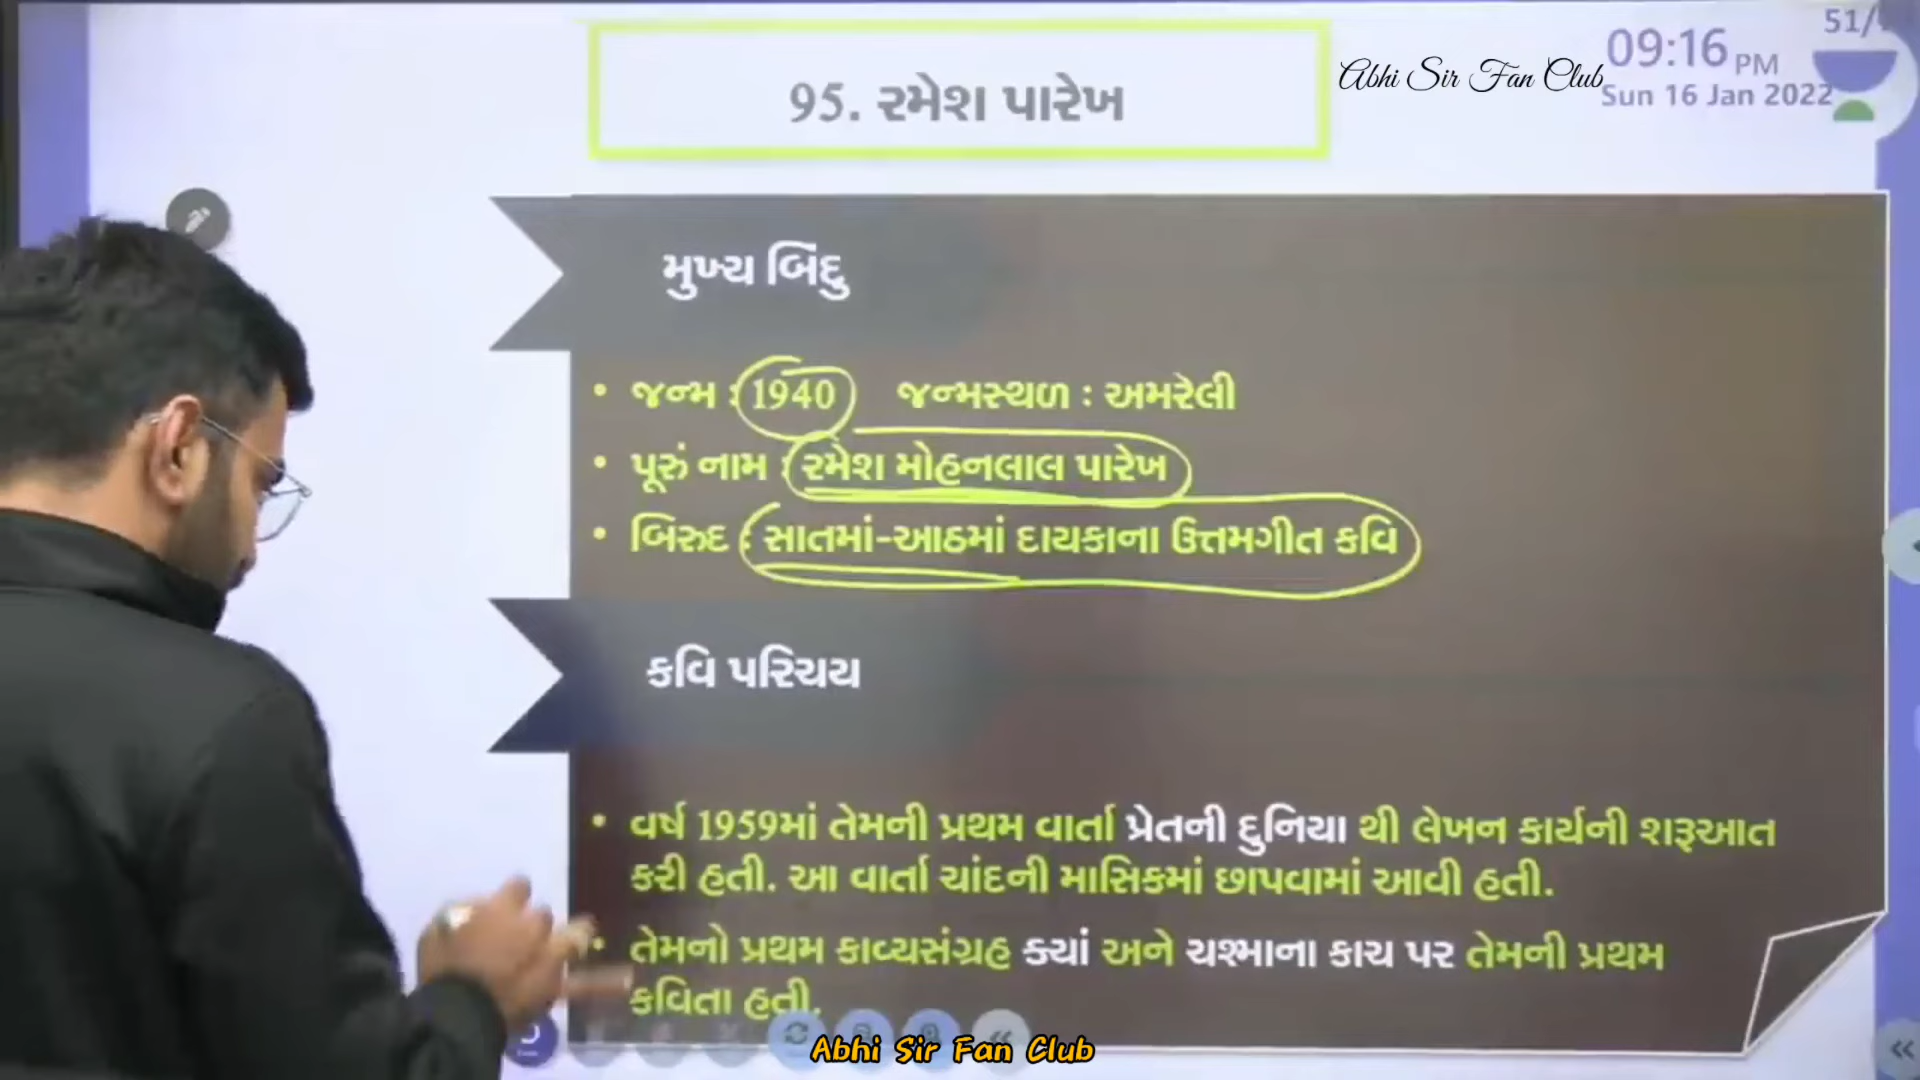 51/
09:16 PM
Abhi Sir Fan Club
Sun 16 Jan 2022
95. રમેશ પારેખ
મુખ્ય બિંદુ
• જન્મ : 1940 જન્મસ્થળ : અમરેલી
• પૂરું નામ : રમેશ મોહનલાલ પારેખ
• બિરુદ : સાતમાં-આઠમાં દાયકાના ઉત્તમગીત કવિ
કવિ પરિચય
• વર્ષ 1959માં તેમની પ્રથમ વાર્તા પ્રેતની દુનિયા થી લેખન કાર્યની શરૂઆત
કરી હતી. આ વાર્તા ચાંદની માસિકમાં છાપવામાં આવી હતી.
• તેમનો પ્રથમ કાવ્યસંગ્રહ ક્યાં અને ચશ્માના કાચ પર તેમની પ્રથમ
કવિતા હતી.
Abhi Sir Fan Club